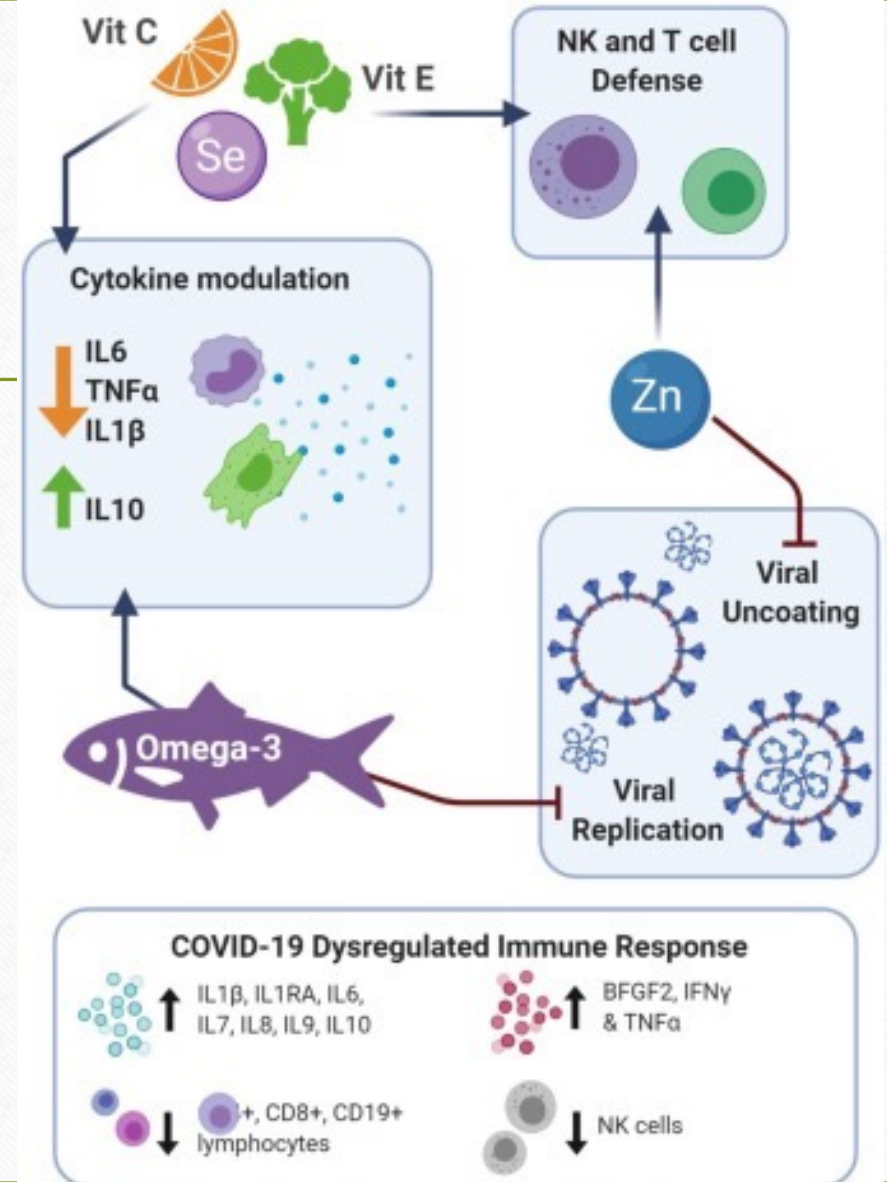 Vit C
Vit E
Se
NK and T cell
Defense
Cytokine modulation
IL6
TNFα
IL1β
IL10
Zn
Viral
Uncoating
Omega-3
Viral
Replication
COVID-19 Dysregulated Immune Response
IL1β, IL1RA, IL6,
IL7, IL8, IL9, IL10
BFGF2, IFNγ
& TNFα
+, CD8+, CD19+
lymphocytes
NK cells